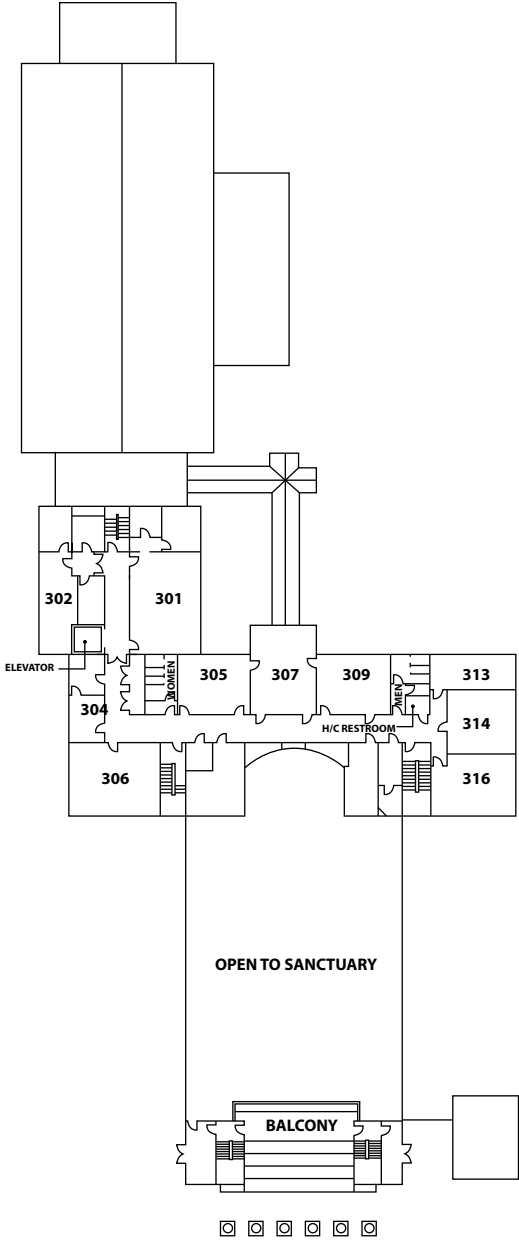 302
301
ELEVATOR
WOMEN
305
307
309
MEN
313
304
H/C RESTROOM
314
306
316
OPEN TO SANCTUARY
BALCONY